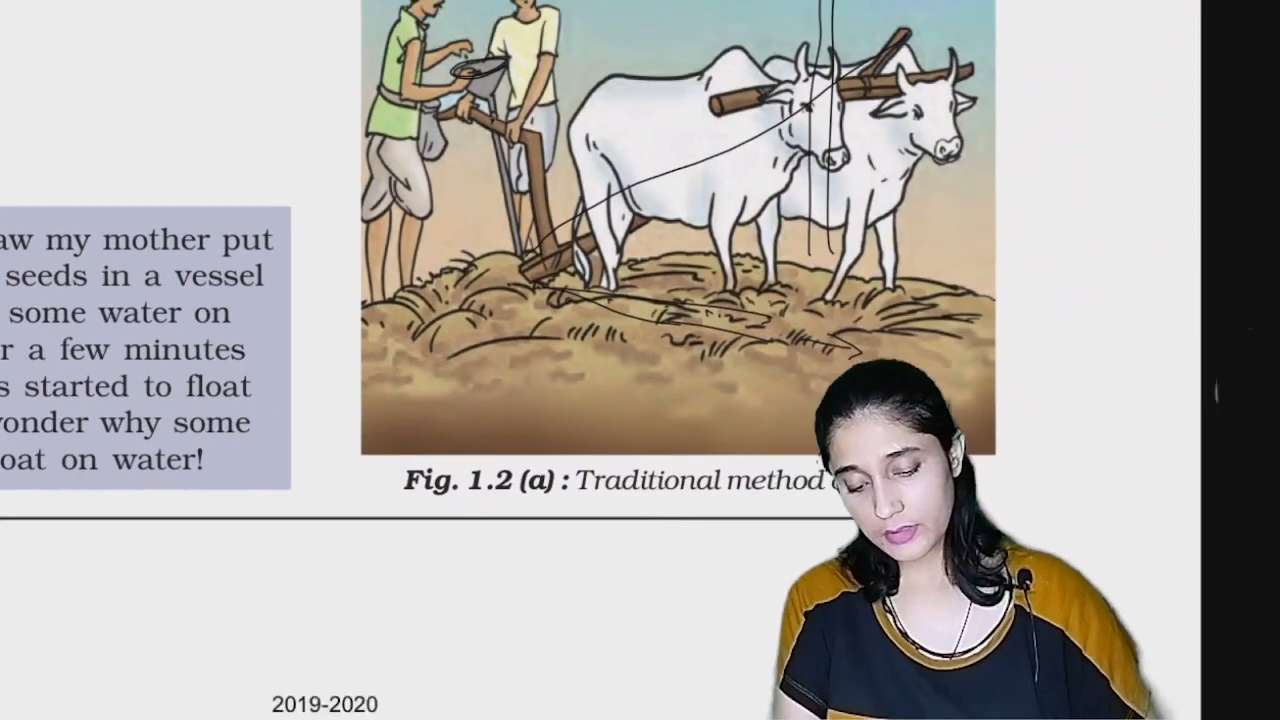 aw my mother put
seeds in a vessel
some water on
r a few minutes
s started to float
onder why some
oat on water!
Fig. 1.2 (a) : Traditional method
2019-2020